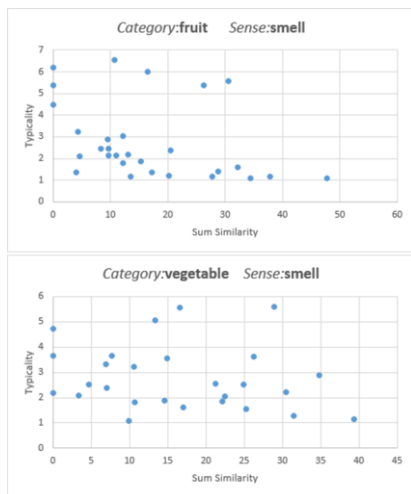 Category:fruit Sense:smell
7
6
5
4
3
2
1
0
Typicality
0 10 20 30 40 50 60
Sum Similarity
Category:vegetable Sense:smell
6
5
4
3
2
1
0
Typicality
0 5 10 15 20 25 30 35 40 45
Sum Similarity